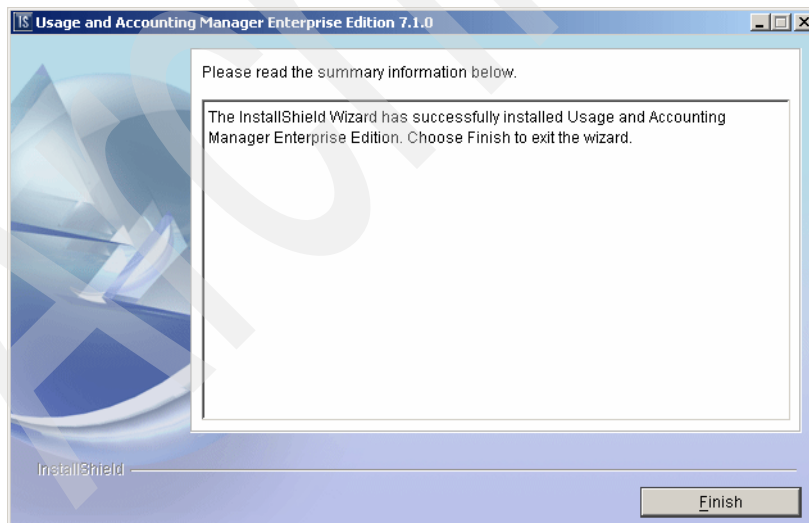 Usage and Accounting Manager Enterprise Edition 7.1.0
Please read the summary information below.
The InstallShield Wizard has successfully installed Usage and Accounting
Manager Enterprise Edition. Choose Finish to exit the wizard.
InstallShield
Finish